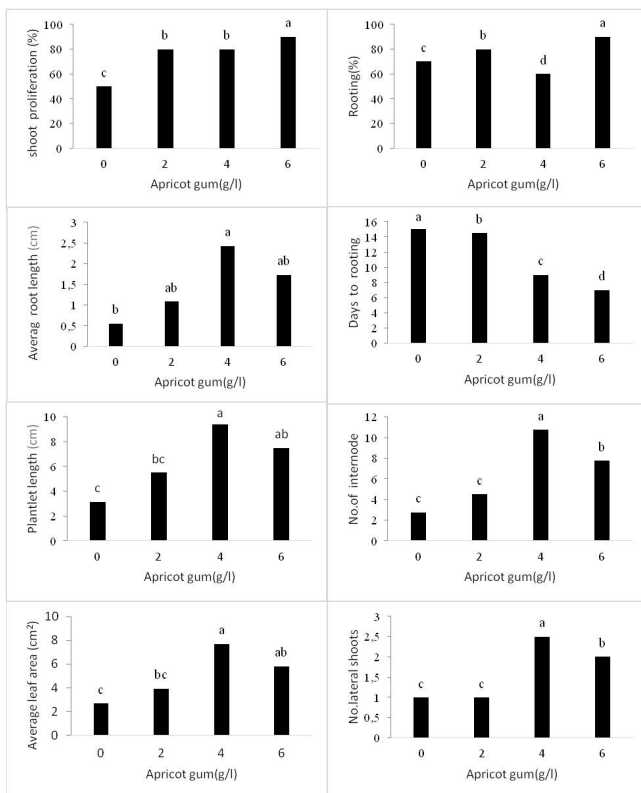 shoot proliferation (%)
100
80
60
40
20
0
c
b
b
a
0 2 4 6
Apricot gum(g/l)
Rooting(%)
100
80
60
40
20
0
c
b
d
a
0 2 4 6
Apricot gum(g/l)
Averag root length (cm)
3
2,5
2
1,5
1
0,5
0
b
ab
a
ab
0 2 4 6
Apricot gum(g/l)
Days to rooting
16
14
12
10
8
6
4
2
0
a
b
c
d
0 2 4 6
Apricot gum(g/l)
Plantlet length (cm)
10
8
6
4
2
0
c
bc
a
ab
0 2 4 6
Apricot gum(g/l)
No.of internode
12
10
8
6
4
2
0
c
c
a
b
0 2 4 6
Apricot gum(g/l)
Average leaf area (cm²)
10
8
6
4
2
0
c
bc
a
ab
0 2 4 6
Apricot gum(g/l)
No.lateral shoots
3
2,5
2
1,5
1
0,5
0
c
c
a
b
0 2 4 6
Apricot gum(g/l)